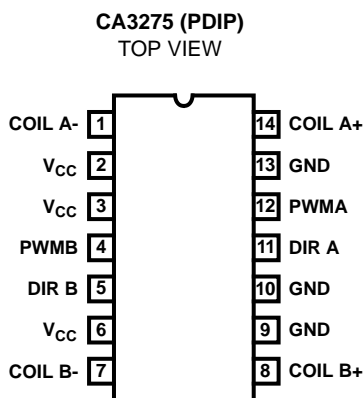 CA3275 (PDIP)
TOP VIEW
COIL A- 1 14 COIL A+
VCC 2 13 GND
VCC 3 12 PWMA
PWMB 4 11 DIR A
DIR B 5 10 GND
VCC 6 9 GND
COIL B- 7 8 COIL B+